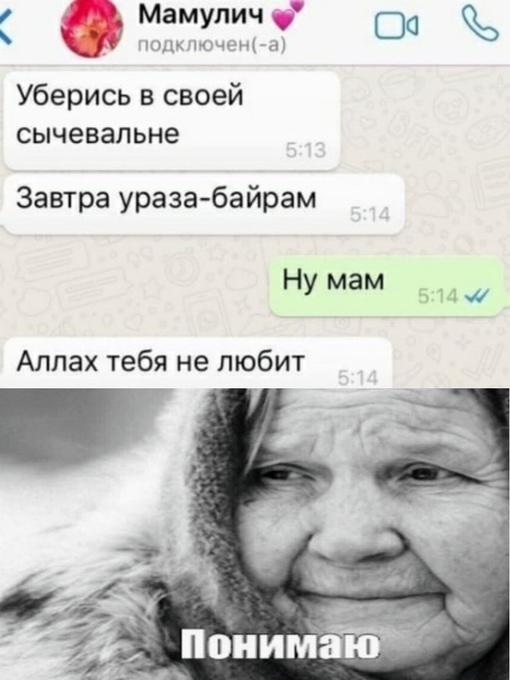 Мамулич
подключен(-а)
Уберись в своей
сычевальне
5:13
Завтра ураза-байрам
5:14
Ну мам
5:14
Аллах тебя не любит
5:14
Понимаю